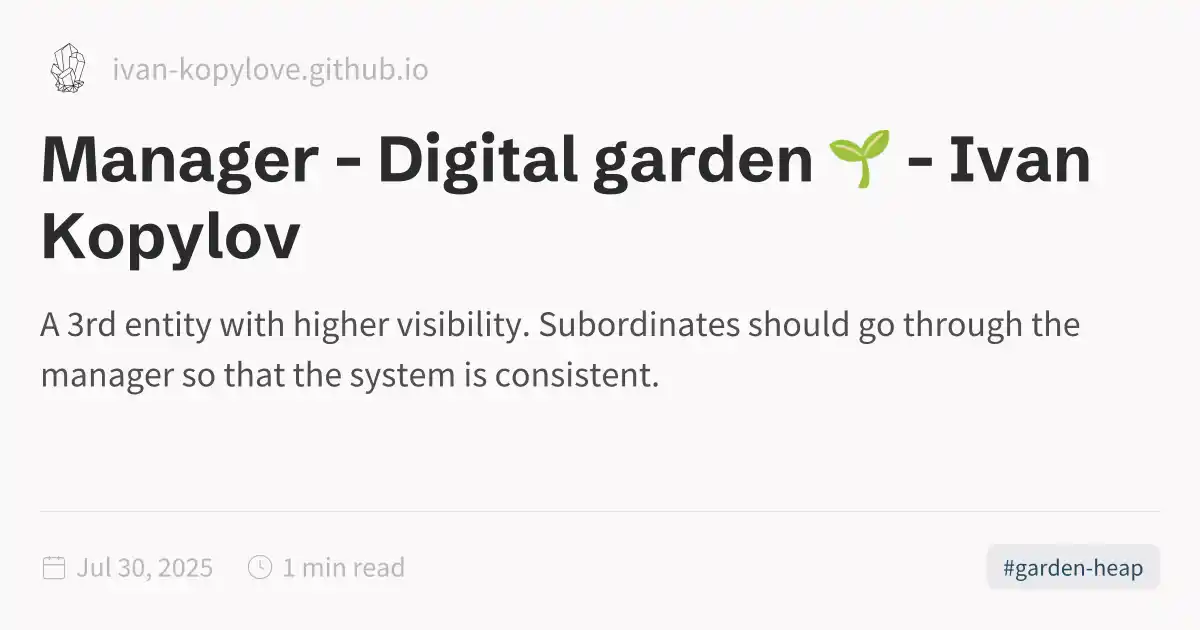 ivan-kopylove.github.io
Manager - Digital garden 🌱 - Ivan
Kopylov
A 3rd entity with higher visibility. Subordinates should go through the
manager so that the system is consistent.
Jul 30, 2025
1 min read
#garden-heap